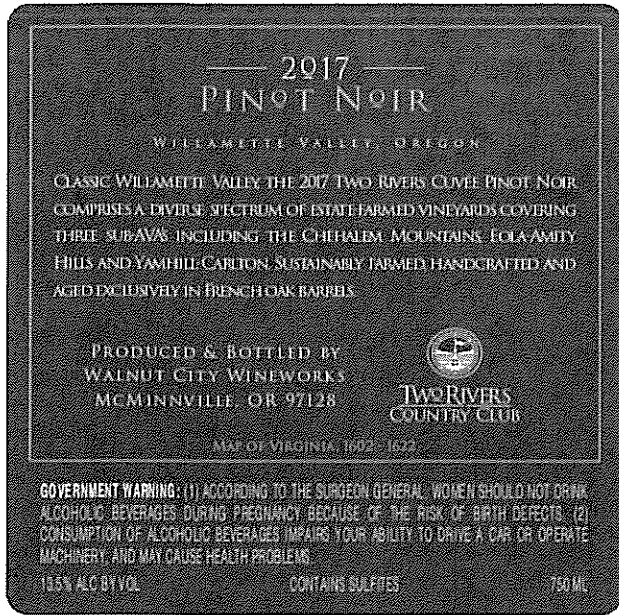 2017
PINOT NOIR
WILLAMETTE VALLEY, OREGON
CLASSIC WILLAMETTE VALLEY, THE 2017 TWO RIVERS CUVEE PINOT NOIR
COMPRISES A DIVERSE SPECTRUM OF ESTATE FARMED VINEYARDS COVERING
THREE SUB-AVA'S INCLUDING THE CHEHALEM MOUNTAINS, EOLA-AMITY
HILLS AND YAMHILL-CARLTON. SUSTAINABLY FARMED, HANDCRAFTED AND
AGED EXCLUSIVELY IN FRENCH OAK BARRELS.
PRODUCED & BOTTLED BY
WALNUT CITY WINEWORKS
MCMINNVILLE, OR 97128
TWO RIVERS
COUNTRY CLUB
MAP OF VIRGINIA, 1602 - 1622
GOVERNMENT WARNING: (1) ACCORDING TO THE SURGEON GENERAL, WOMEN SHOULD NOT DRINK
ALCOHOLIC BEVERAGES DURING PREGNANCY BECAUSE OF THE RISK OF BIRTH DEFECTS. (2)
CONSUMPTION OF ALCOHOLIC BEVERAGES IMPAIRS YOUR ABILITY TO DRIVE A CAR OR OPERATE
MACHINERY, AND MAY CAUSE HEALTH PROBLEMS.
13.5% ALC BY VOL CONTAINS SULFITES 750 ML